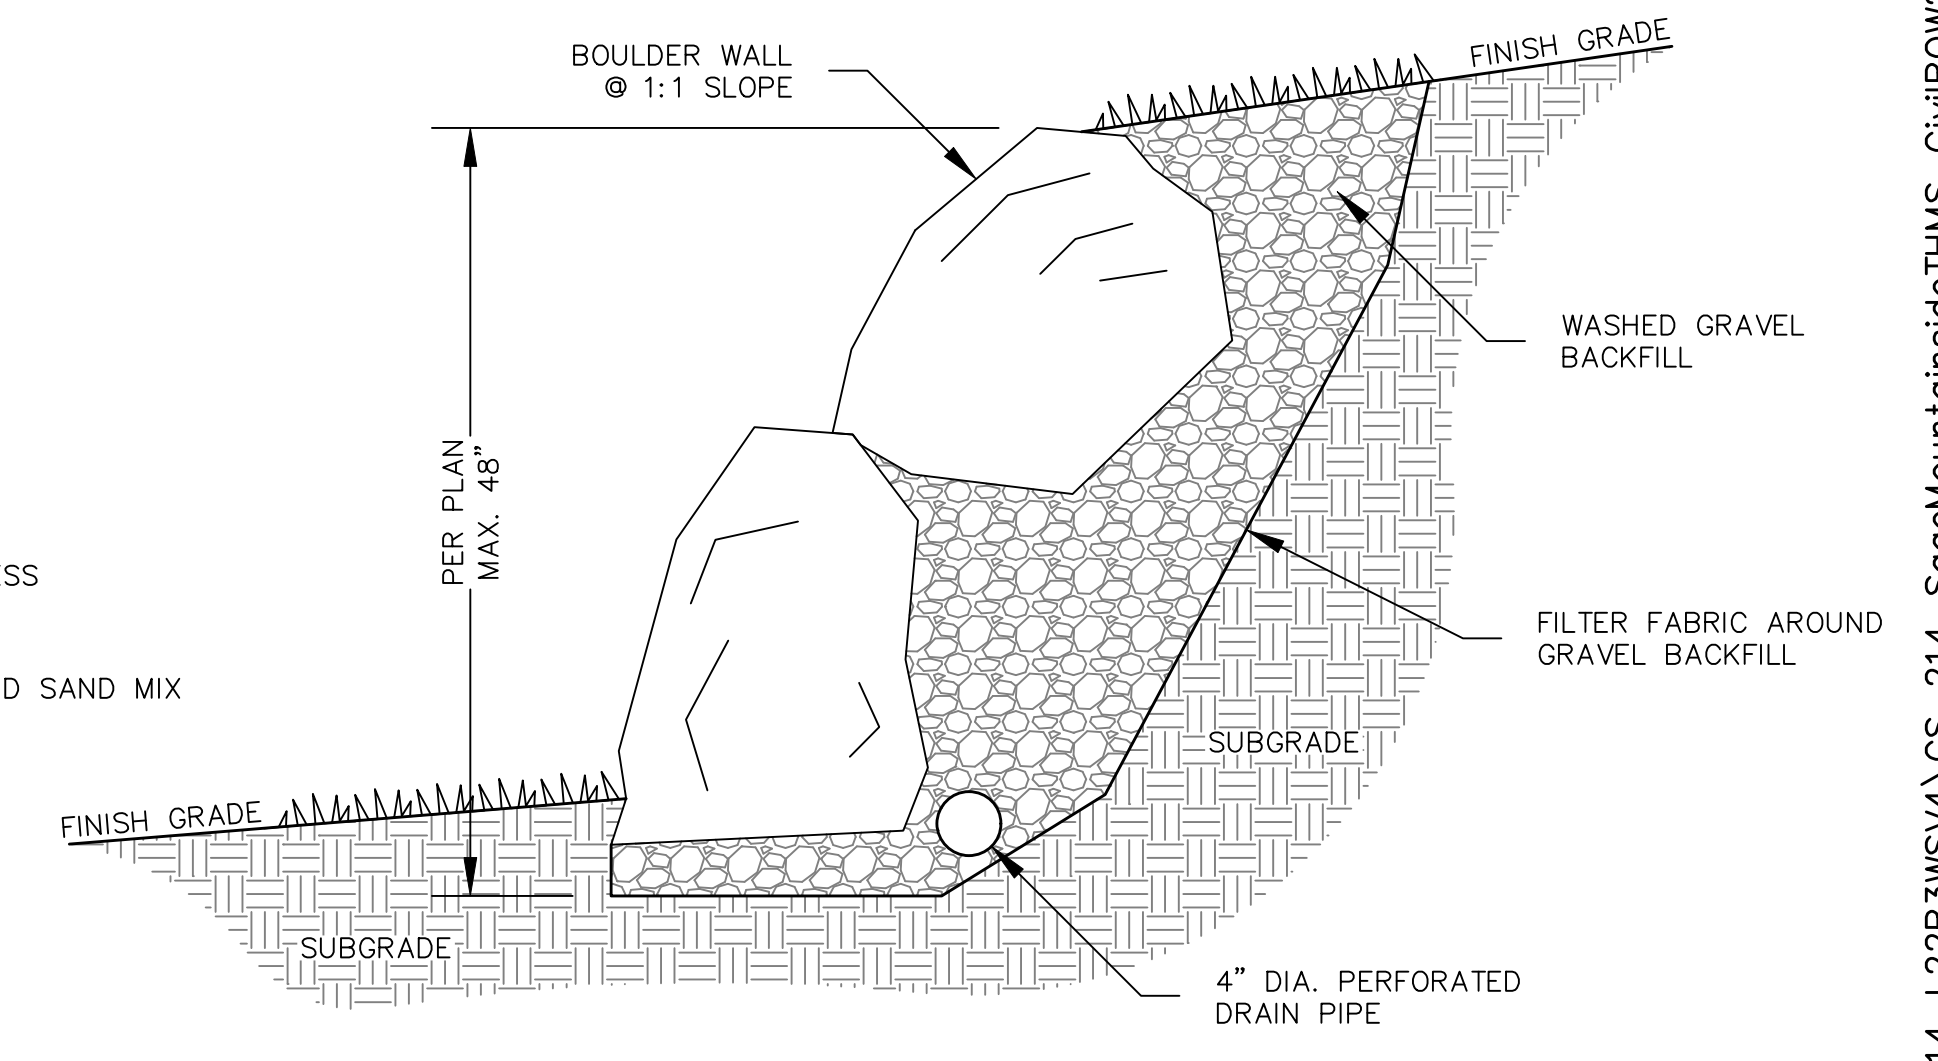 BOULDER WALL
@ 1:1 SLOPE
FINISH GRADE
WASHED GRAVEL
BACKFILL
PER PLAN
MAX. 48”
FILTER FABRIC AROUND
GRAVEL BACKFILL
D SAND MIX
SUBGRADE
FINISH GRADE
SUBGRADE
4” DIA. PERFORATED
DRAIN PIPE